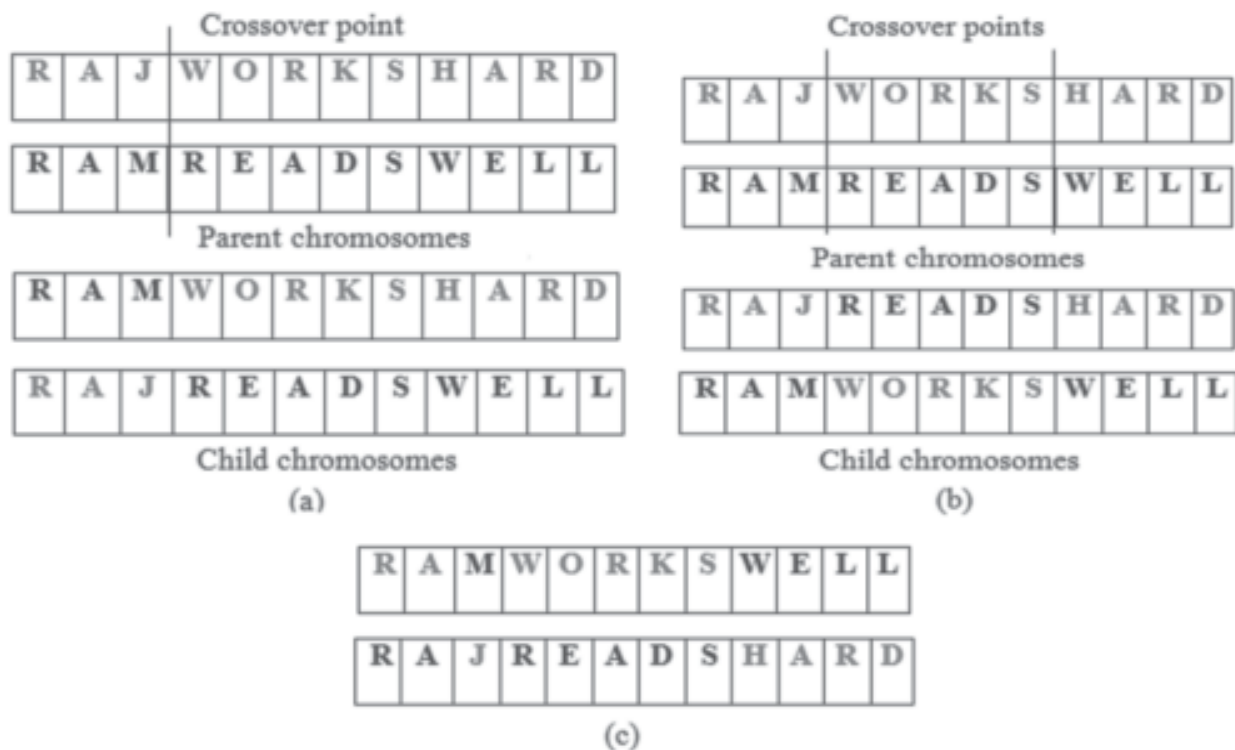 Crossover point
R A J W O R K S H A R D
R A M R E A D S W E L L
Parent chromosomes
R A M W O R K S H A R D
R A J R E A D S W E L L
Child chromosomes
(a)
Crossover points
R A J W O R K S H A R D
R A M R E A D S W E L L
Parent chromosomes
R A J R E A D S H A R D
R A M W O R K S W E L L
Child chromosomes
(b)
R A M W O R K S W E L L
R A J R E A D S H A R D
(c)